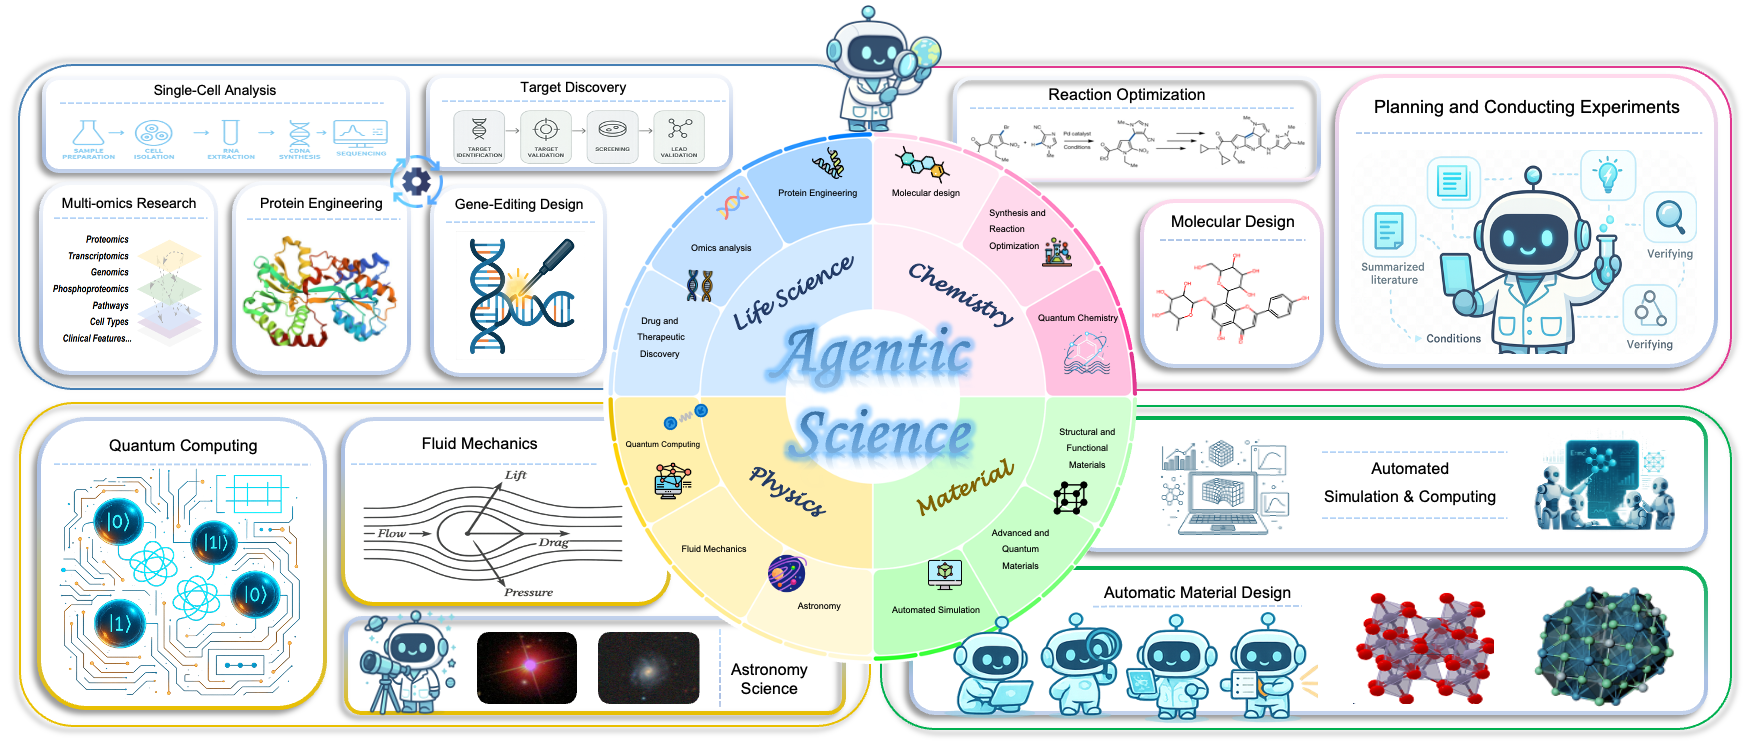 Single-Cell Analysis
SAMPLE
PREPARATION
CELL
ISOLATION
RNA
EXTRACTION
CDNA
SYNTHESIS
SEQUENCING
Target Discovery
TARGET
IDENTIFICATION
TARGET
VALIDATION
SCREENING
LEAD
VALIDATION
Multi-omics Research
Proteomics
Transcriptomics
Genomics
Phosphoproteomics
Pathways
Cell Types
Clinical Features...
Protein Engineering
Gene-Editing Design
Reaction Optimization
Pd catalyst
Conditions
Molecular Design
Planning and Conducting Experiments
Summarized
literature
Conditions
Verifying
Verifying
Agentic
Science
Life Science
Protein Engineering
Omics analysis
Drug and
Therapeutic
Discovery
Chemistry
Molecular design
Synthesis and
Reaction
Optimization
Quantum Chemistry
Physics
Quantum Computing
Fluid Mechanics
Astronomy
Material
Structural and
Functional
Materials
Advanced and
Quantum
Materials
Automated Simulation
Quantum Computing
|0⟩
|1|⟩
|0⟩
|1⟩
Fluid Mechanics
Lift
Flow
Drag
Pressure
Astronomy
Science
Automated
Simulation & Computing
Automatic Material Design